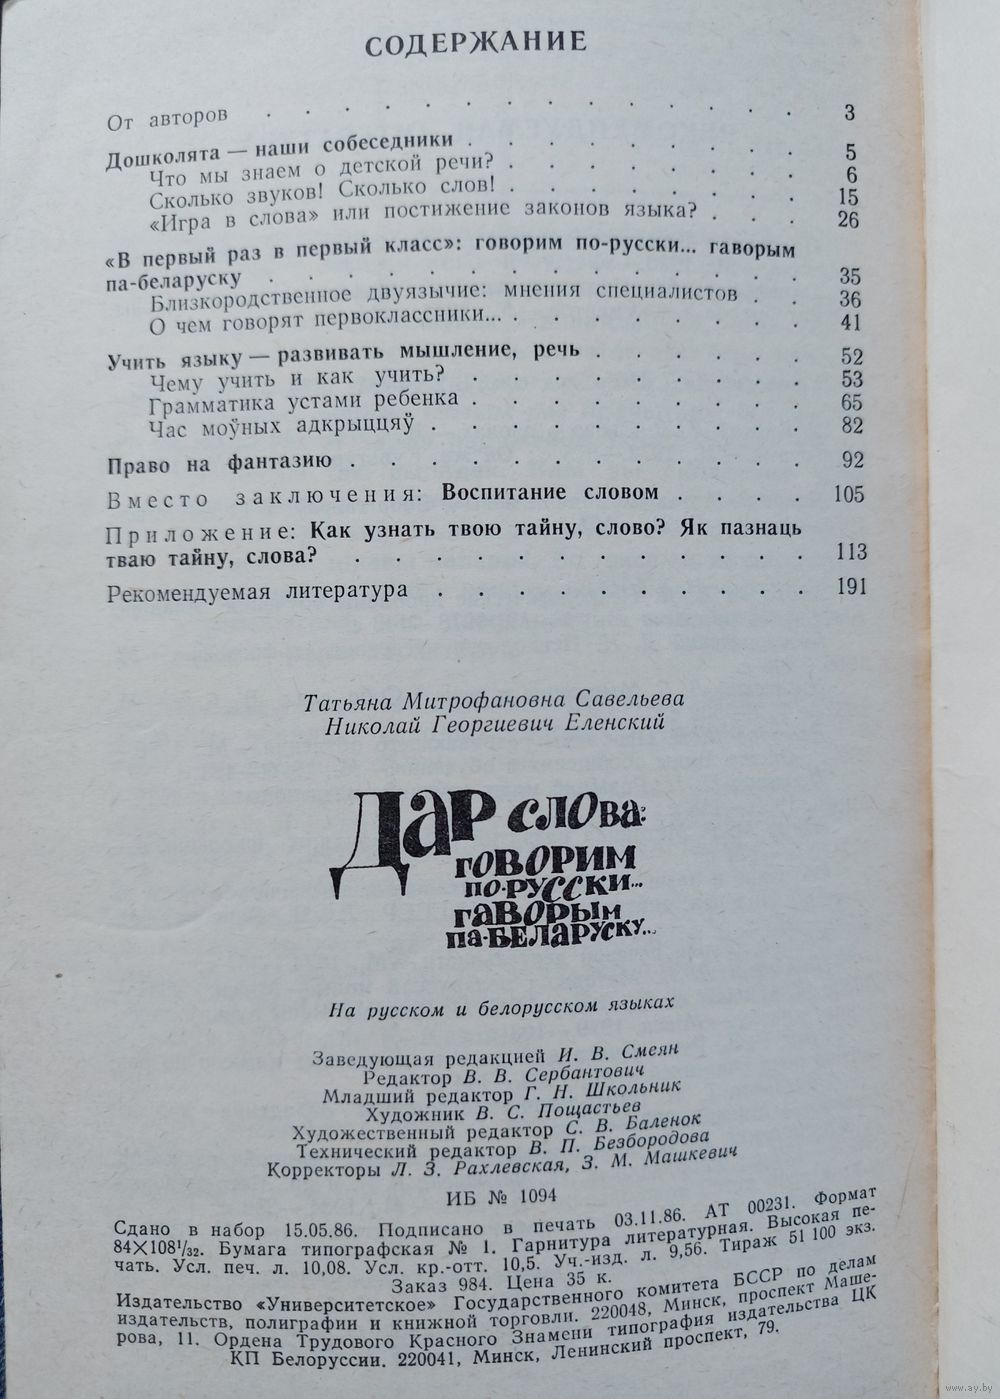 СОДЕРЖАНИЕ
От авторов . . . . . . . . . . . . . . 3
Дошколята — наши собеседники . . . . . . . . . 5
Что мы знаем о детской речи? . . . . . . . . 6
Сколько звуков! Сколько слов! . . . . . . . . 15
«Игра в слова» или постижение законов языка? . . . 26
«В первый раз в первый класс»: говорим по-русски... гаворым
па-беларуску . . . . . . . . . . . . . . 35
Близкородственное двуязычие: мнения специалистов . . 36
О чем говорят первоклассники... . . . . . . . . 41
Учить языку — развивать мышление, речь . . . . . . 52
Чему учить и как учить? . . . . . . . . . 53
Грамматика устами ребенка . . . . . . . . . 65
Час моўных адкрыццяў . . . . . . . . . . 82
Право на фантазию . . . . . . . . . . . . 92
Вместо заключения: Воспитание словом . . . . 105
Приложение: Как узнать твою тайну, слово? Як пазнаць
тваю тайну, слова? . . . . . . . . . . . . 113
Рекомендуемая литература . . . . . . . . . . 191
Татьяна Митрофановна Савельева
Николай Георгиевич Еленский
ДАР СЛОВА:
ГОВОРИМ
ПО-РУССКИ...
ГАВОРЫМ
ПА-БЕЛАРУСКУ...
На русском и белорусском языках
Заведующая редакцией И. В. Смеян
Редактор В. В. Сербантович
Младший редактор Г. Н. Школьник
Художник В. С. Пощастьев
Художественный редактор С. В. Баленок
Технический редактор В. П. Безбородова
Корректоры Л. З. Рахлевская, З. М. Машкевич
ИБ № 1094
Сдано в набор 15.05.86. Подписано в печать 03.11.86. АТ 00231. Формат
84×108¹/₃₂. Бумага типографская № 1. Гарнитура литературная. Высокая пе-
чать. Усл. печ. л. 10,08. Усл. кр.-отт. 10,5. Уч.-изд. л. 9,56. Тираж 51 100 экз.
Заказ 984. Цена 35 к.
Издательство «Университетское» Государственного комитета БССР по делам
издательств, полиграфии и книжной торговли. 220048, Минск, проспект Маше-
рова, 11. Ордена Трудового Красного Знамени типография издательства ЦК
КП Белоруссии. 220041, Минск, Ленинский проспект, 79.
www.ay.by